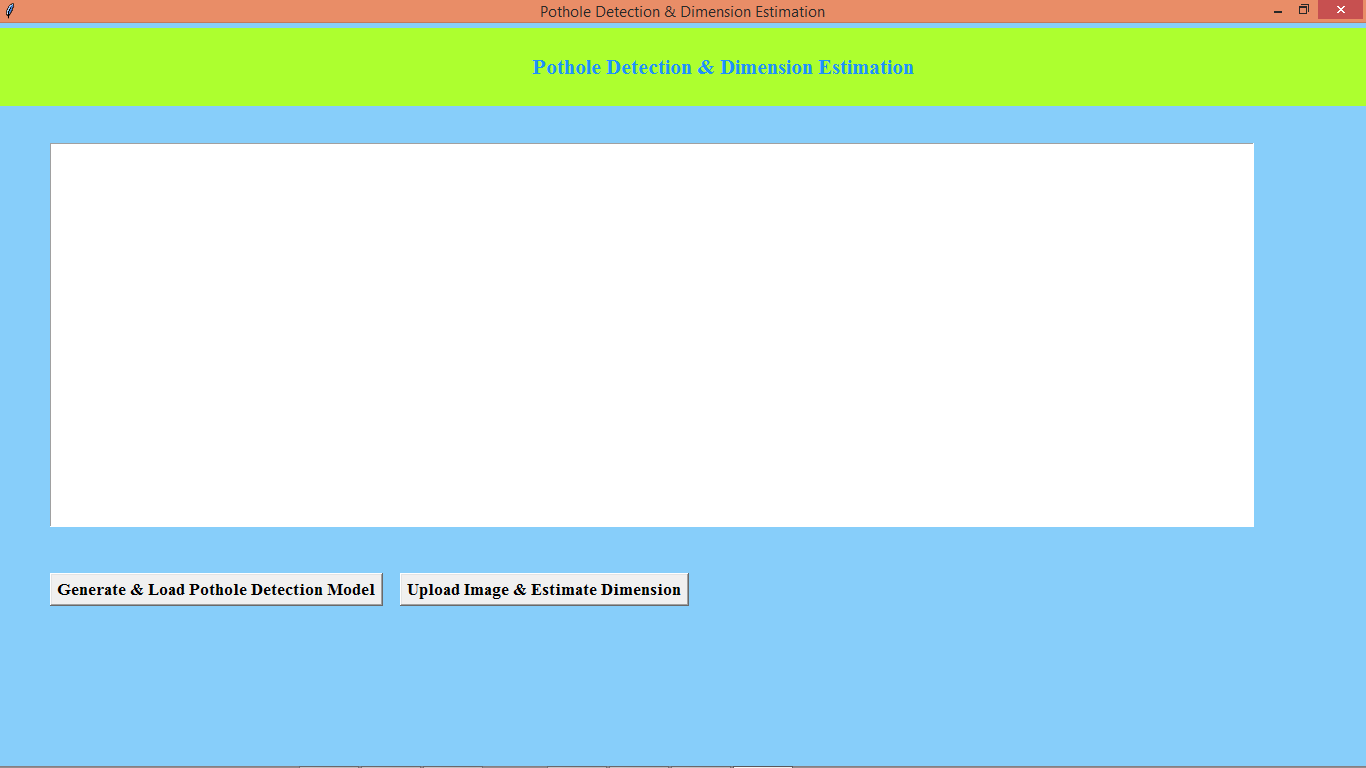 Pothole Detection & Dimension Estimation
Pothole Detection & Dimension Estimation
Generate & Load Pothole Detection Model
Upload Image & Estimate Dimension